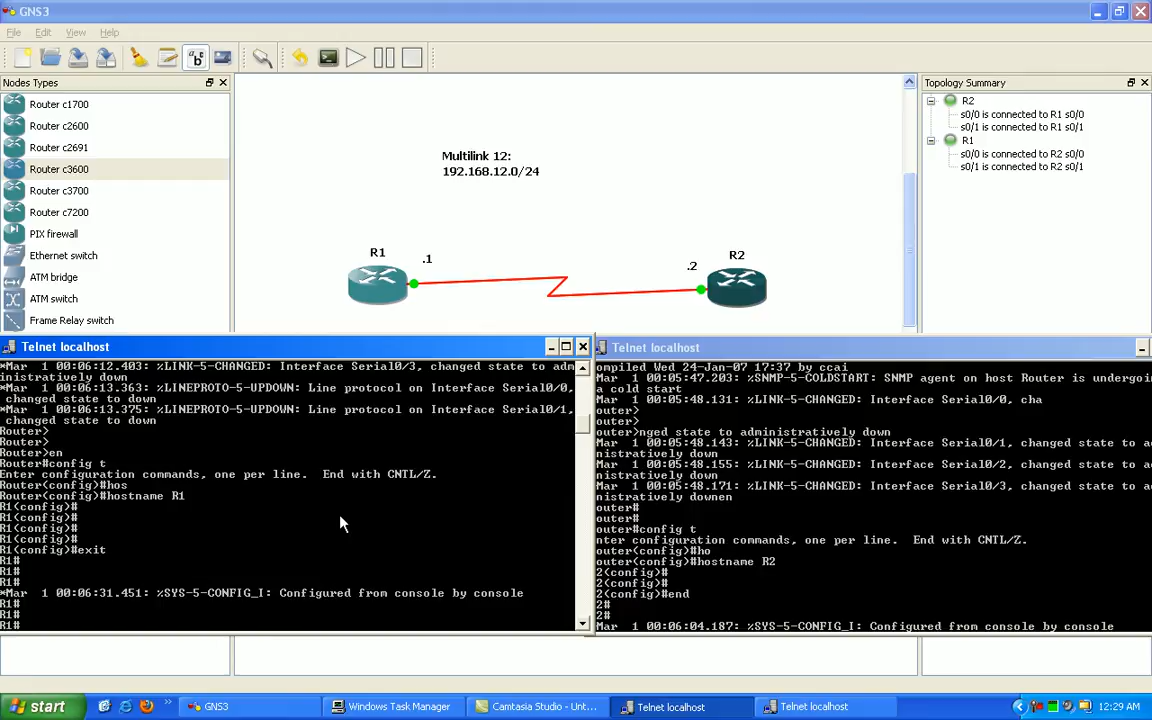 GNS3
File Edit View Help
Nodes Types
Router c1700
Router c2600
Router c2691
Router c3600
Router c3700
Router c7200
PIX firewall
Ethernet switch
ATM bridge
ATM switch
Frame Relay switch
Multilink 12:
192.168.12.0/24
R1
.1
R2
.2
Topology Summary
R2
s0/0 is connected to R1 s0/0
s0/1 is connected to R1 s0/1
R1
s0/0 is connected to R2 s0/0
s0/1 is connected to R2 s0/1
Telnet localhost
*Mar 1 00:06:12.403: %LINK-5-CHANGED: Interface Serial0/3, changed state to adm
inistratively down
*Mar 1 00:06:13.363: %LINEPROTO-5-UPDOWN: Line protocol on Interface Serial0/0,
changed state to down
*Mar 1 00:06:13.375: %LINEPROTO-5-UPDOWN: Line protocol on Interface Serial0/1,
changed state to down
Router>
Router>
Router>en
Router#config t
Enter configuration commands, one per line. End with CNTL/Z.
Router(config)#hos
Router(config)#hostname R1
R1(config)#
R1(config)#
R1(config)#
R1(config)#
R1(config)#exit
R1#
R1#
R1#
*Mar 1 00:06:31.451: %SYS-5-CONFIG_I: Configured from console by console
R1#
R1#
R1#
Telnet localhost
ompiled Wed 24-Jan-07 17:37 by ccai
Mar 1 00:05:47.203: %SNMP-5-COLDSTART: SNMP agent on host Router is undergoin
a cold start
Mar 1 00:05:48.131: %LINK-5-CHANGED: Interface Serial0/0, cha
outer>
outer>
outer>nged state to administratively down
Mar 1 00:05:48.143: %LINK-5-CHANGED: Interface Serial0/1, changed state to a
nistratively down
Mar 1 00:05:48.155: %LINK-5-CHANGED: Interface Serial0/2, changed state to a
nistratively down
Mar 1 00:05:48.171: %LINK-5-CHANGED: Interface Serial0/3, changed state to a
nistratively downen
outer#
outer#
outer#config t
nter configuration commands, one per line. End with CNTL/Z.
outer(config)#ho
outer(config)#hostname R2
2(config)#
2(config)#
2(config)#end
2#
2#
Mar 1 00:06:04.187: %SYS-5-CONFIG_I: Configured from console by console
start
GNS3
Windows Task Manager
Camtasia Studio - Unt...
Telnet localhost
Telnet localhost
12:29 AM